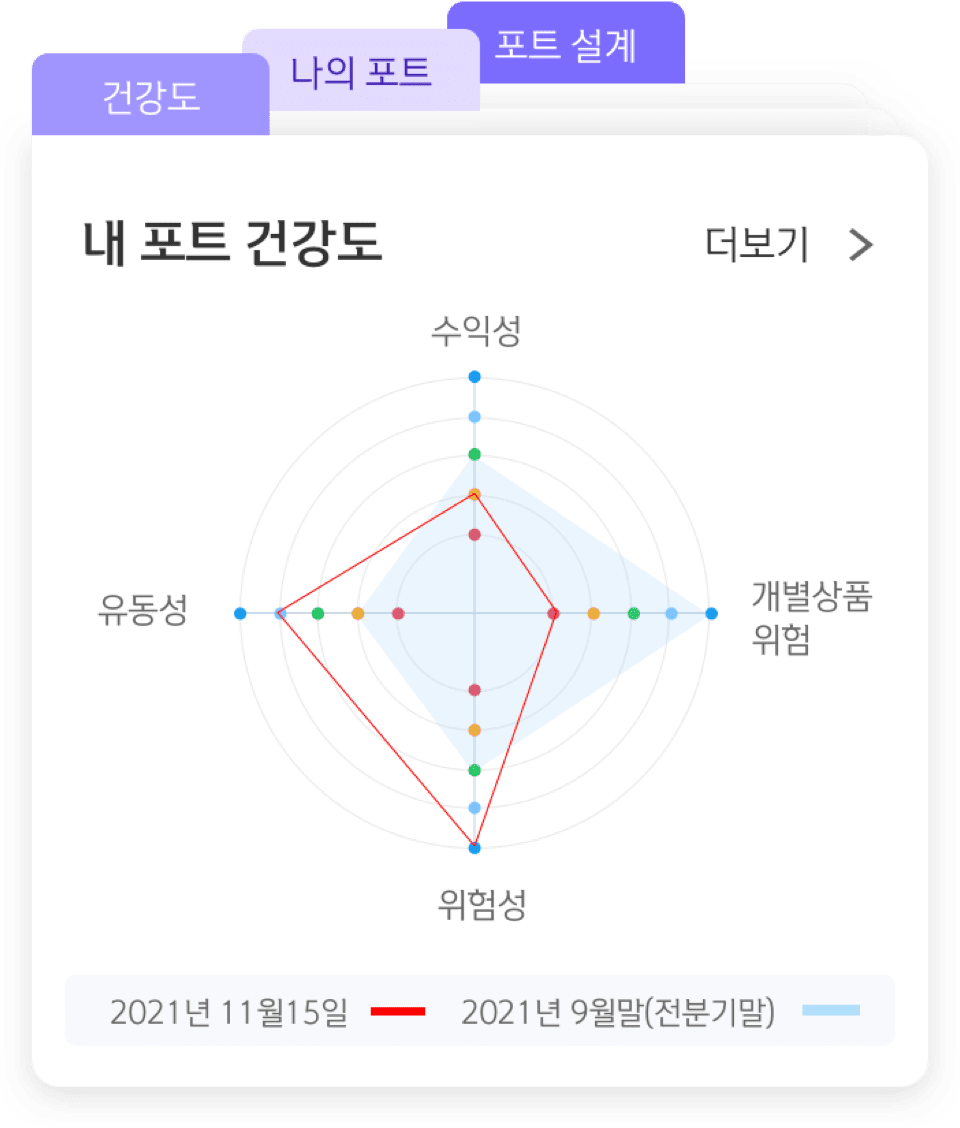 건강도
나의 포트
포트 설계
내 포트 건강도
더보기
수익성
유동성
개별상품
위험
위험성
2021년 11월15일
2021년 9월말(전분기말)